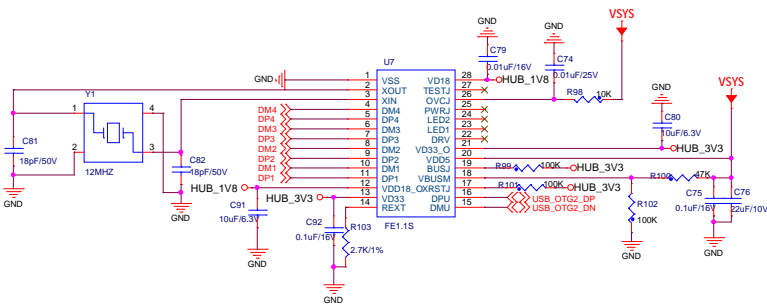 VSYS
GND
GND
C79
0.01uF/16V
C74
0.01uF/25V
HUB_1V8
R98
10K
VSYS
U7
GND
1 VSS
2 XOUT
3 XIN
4 DM4
5 DP4
6 DM3
7 DP3
8 DM2
9 DP2
10 DM1
11 DP1
12 VDD18_O
13 VD33
14 REXT
VD18 28
TESTJ 27
OVCJ 26
PWRJ 25
LED2 24
LED1 23
DRV 22
VD33_O 21
VDD5 20
BUSJ 19
VBUSM 18
XRSTJ 17
DPU 16
DMU 15
FE1.1S
DM4
DP4
DM3
DP3
DM2
DP2
DM1
DP1
Y1
1
2
4
3
12MHZ
C81
18pF/50V
GND
C82
18pF/50V
GND
HUB_1V8
C91
10uF/6.3V
GND
HUB_3V3
C92
0.1uF/16V
R103
2.7K/1%
GND
GND
C80
10uF/6.3V
HUB_3V3
R99
100K
HUB_3V3
R100
47K
R101
100K
HUB_3V3
USB_OTG2_DP
USB_OTG2_DN
R102
100K
GND
C75
0.1uF/16V
C76
22uF/10V
GND